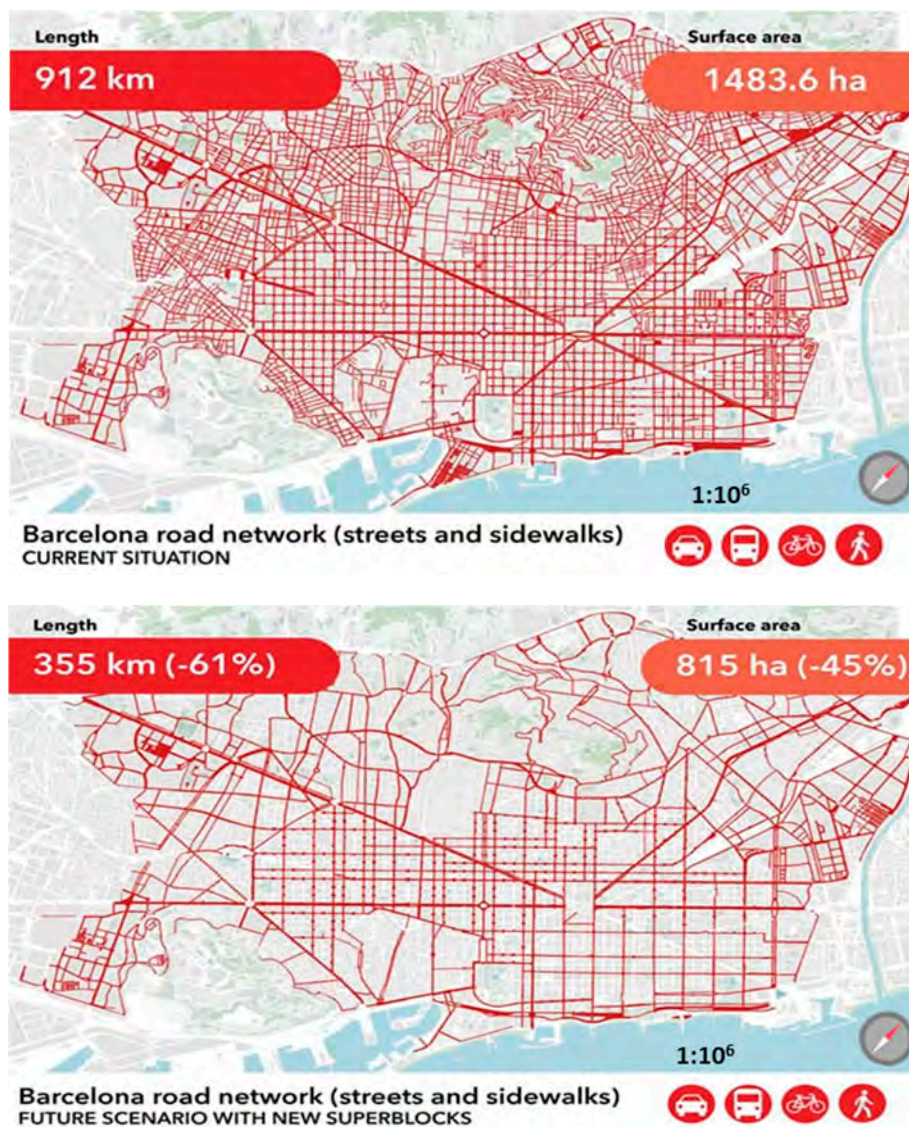 Length
Surface area
912 km
1483.6 ha
1:10⁶
Barcelona road network (streets and sidewalks)
CURRENT SITUATION
Length
Surface area
355 km (-61%)
815 ha (-45%)
1:10⁶
Barcelona road network (streets and sidewalks)
FUTURE SCENARIO WITH NEW SUPERBLOCKS